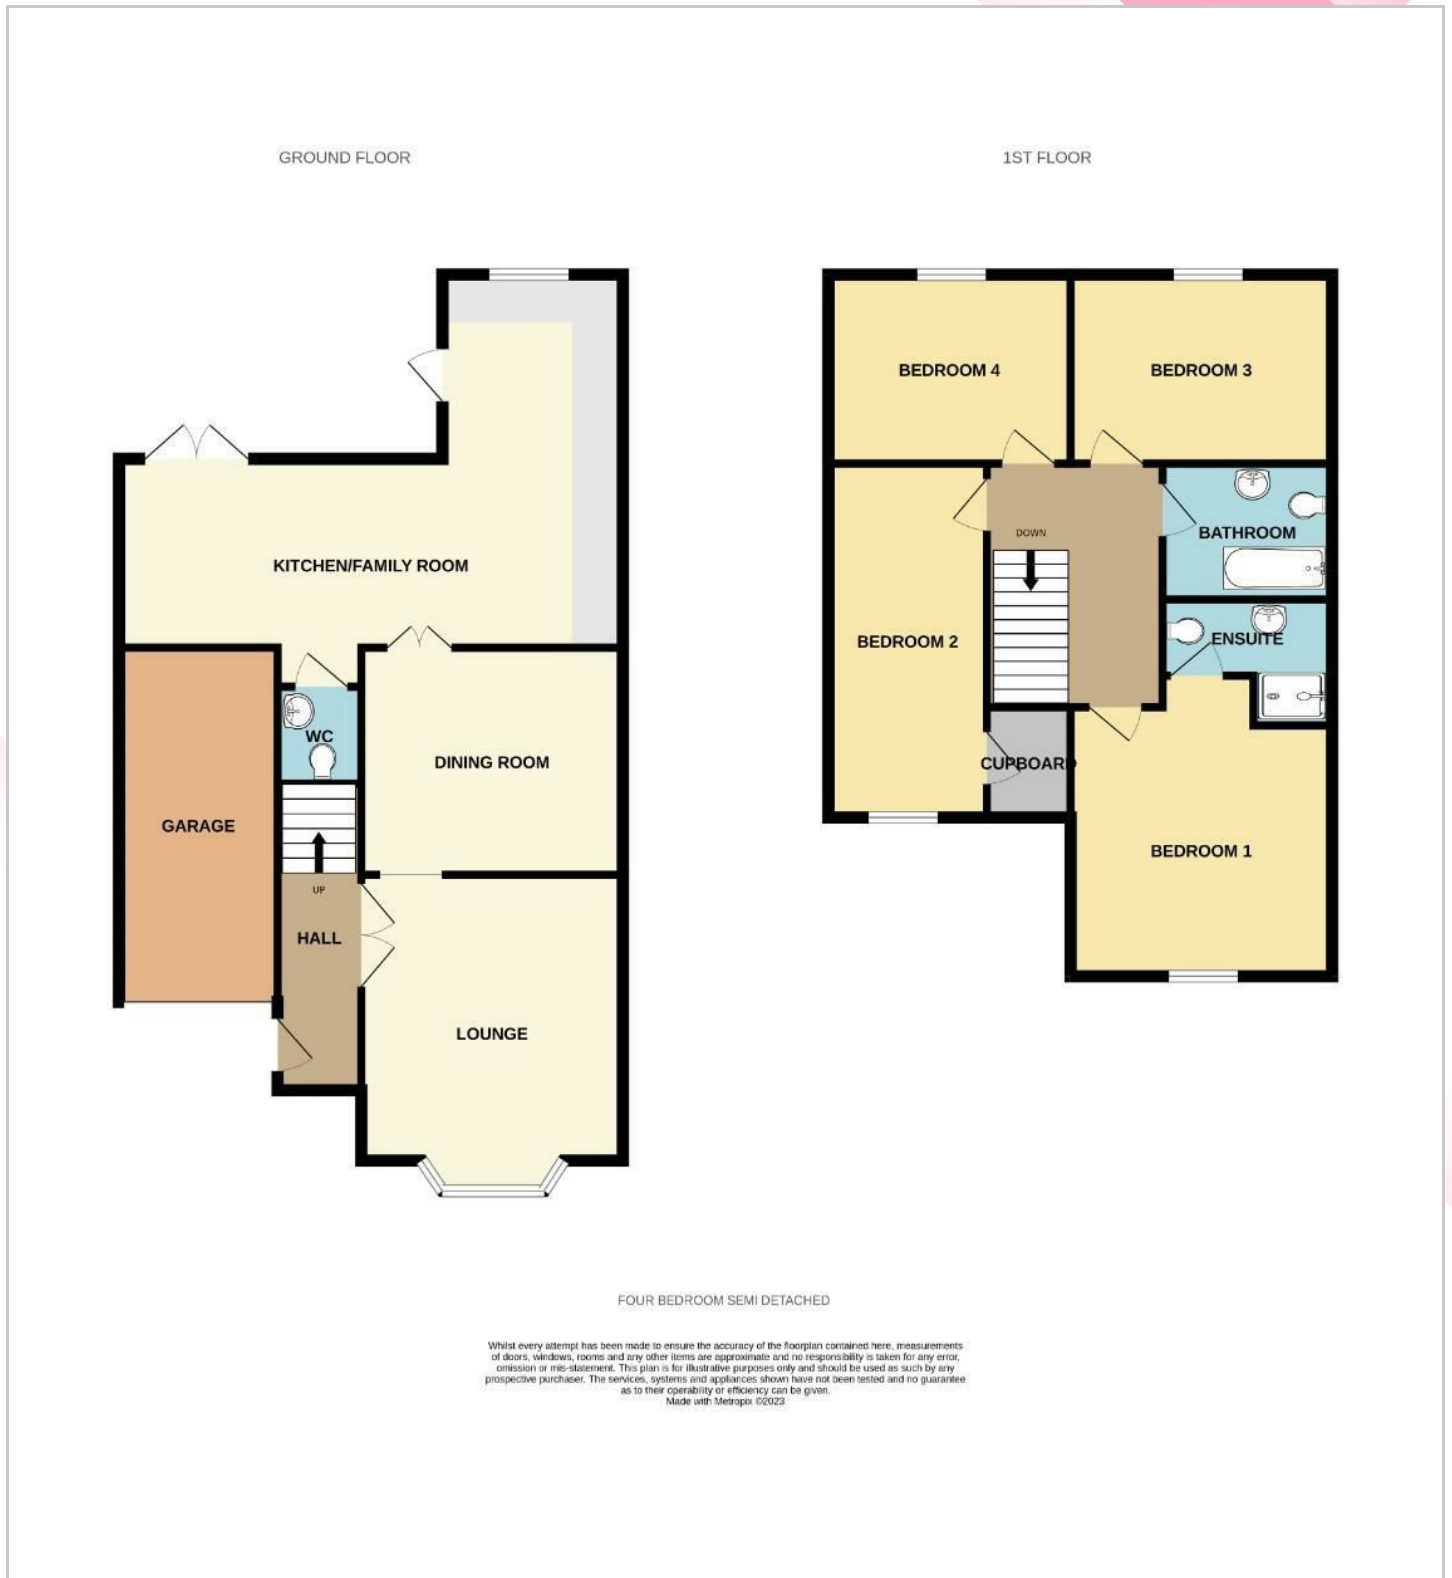 GROUND FLOOR
1ST FLOOR
KITCHEN/FAMILY ROOM
WC
DINING ROOM
GARAGE
UP
HALL
LOUNGE
BEDROOM 4
BEDROOM 3
DOWN
BATHROOM
BEDROOM 2
ENSUITE
CUPBOARD
BEDROOM 1
FOUR BEDROOM SEMI DETACHED
Whilst every attempt has been made to ensure the accuracy of the floorplan contained here, measurements
of doors, windows, rooms and any other items are approximate and no responsibility is taken for any error,
omission or mis-statement. This plan is for illustrative purposes only and should be used as such by any
prospective purchaser. The services, systems and appliances shown have not been tested and no guarantee
as to their operability or efficiency can be given.
Made with Metropix ©2023